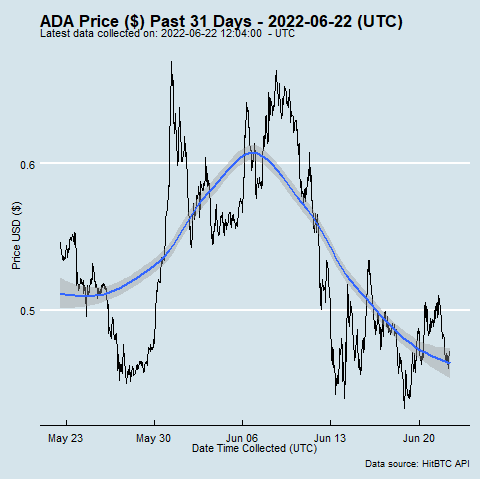 ADA Price ($) Past 31 Days - 2022-06-22 (UTC)
Latest data collected on: 2022-06-22 12:04:00 - UTC
0.6
0.5
Price USD ($)
May 23 May 30 Jun 06 Jun 13 Jun 20
Date Time Collected (UTC)
Data source: HitBTC API